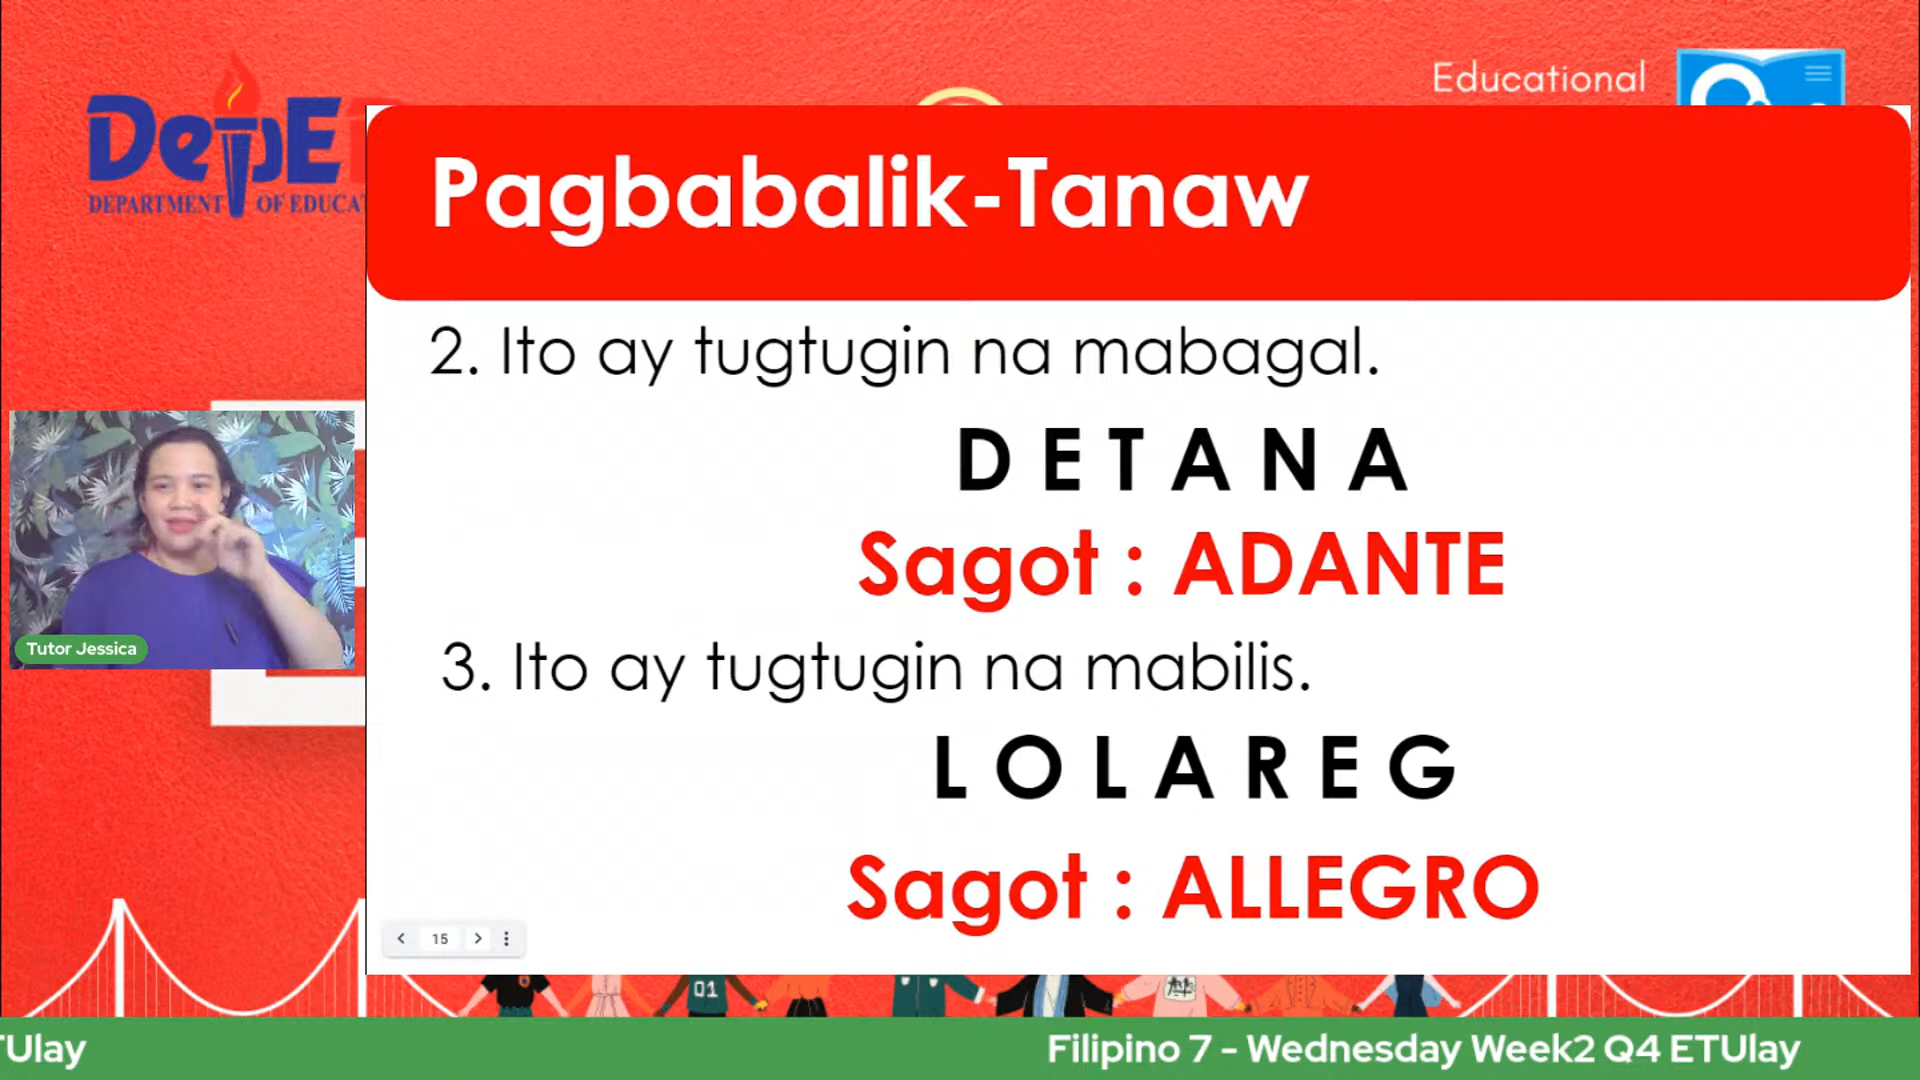 DepE
DEPARTMENT OF EDUCA
Educational
Pagbabalik-Tanaw
2. Ito ay tugtugin na mabagal.
D E T A N A
Sagot : ADANTE
3. Ito ay tugtugin na mabilis.
L O L A R E G
Sagot : ALLEGRO
Tutor Jessica
15
01
TUlay
Filipino 7 - Wednesday Week2 Q4 ETUlay